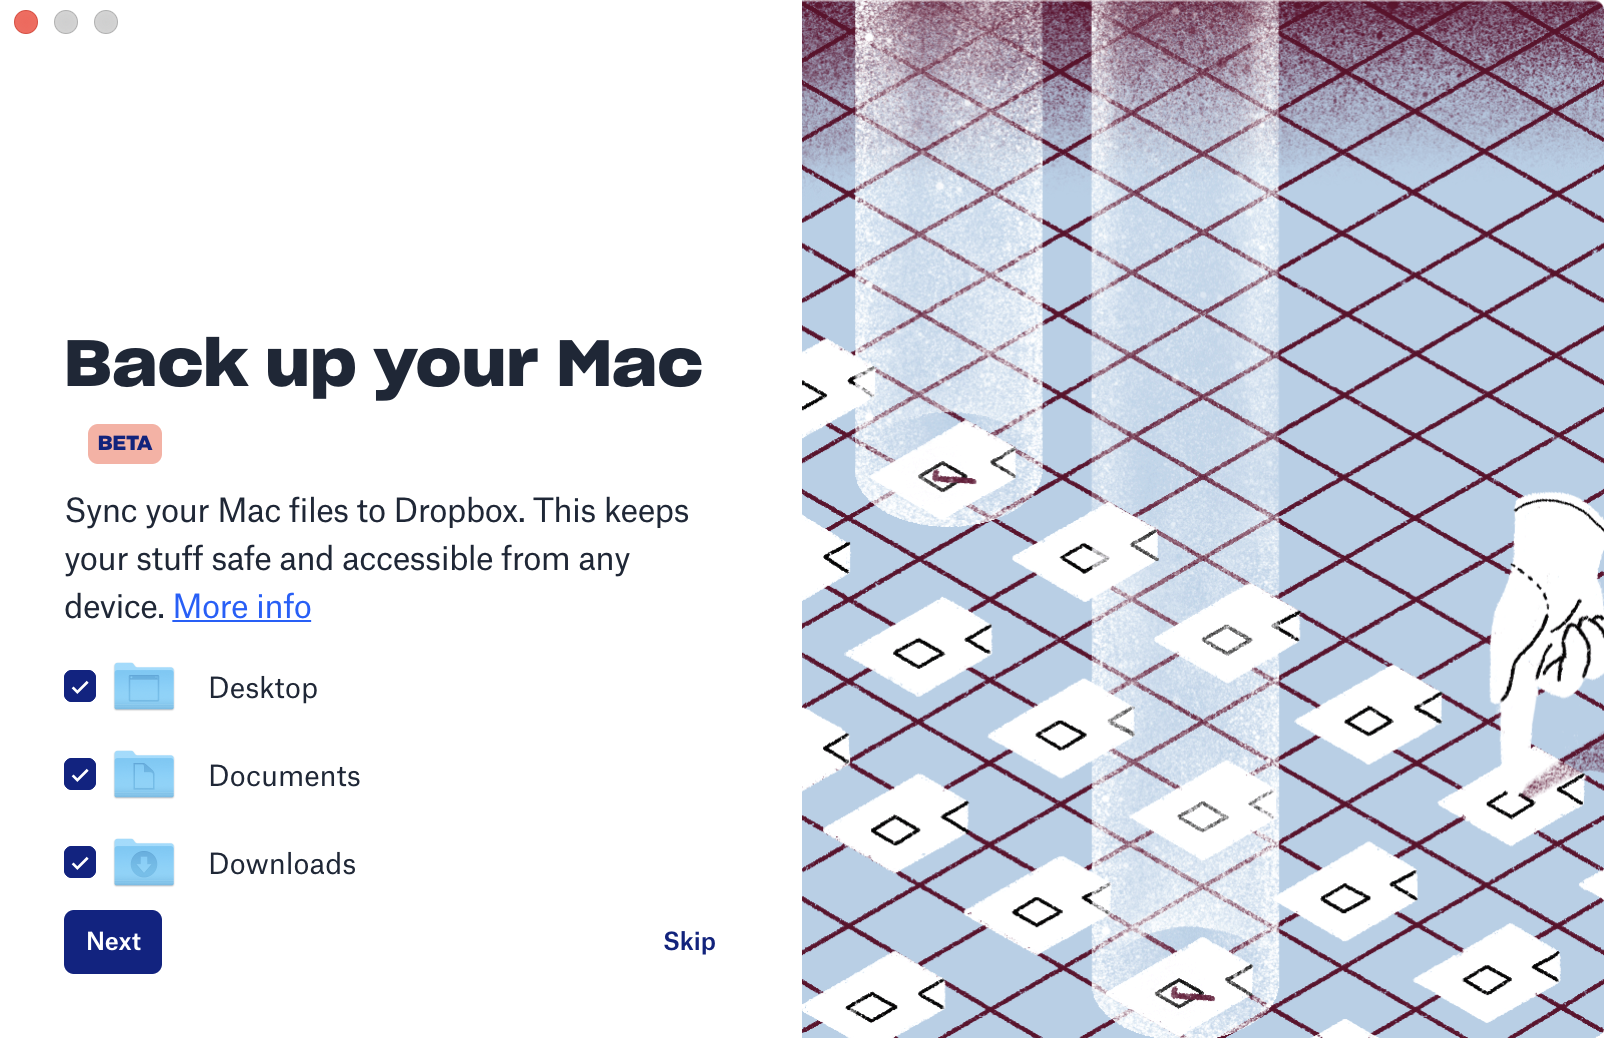 Back up your Mac
BETA
Sync your Mac files to Dropbox. This keeps
your stuff safe and accessible from any
device. More info
Desktop
Documents
Downloads
Next
Skip